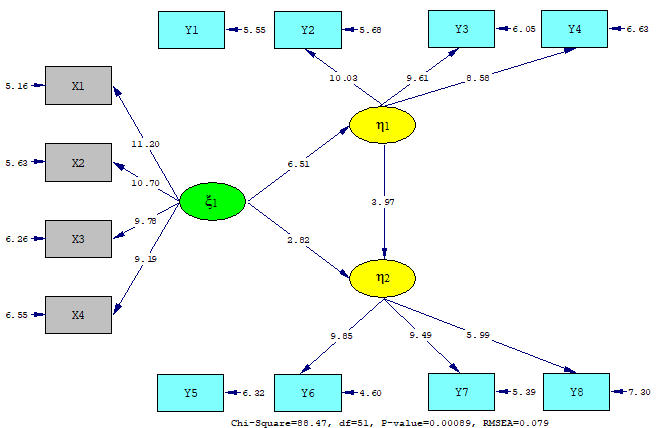 Y1 5.55 Y2 5.68 Y3 6.05 Y4 6.63
10.03 9.61 8.58
5.16 X1
η1
11.20
5.63 X2
6.51
10.70
ξ1
3.97
9.78
6.26 X3
2.82
9.19
η2
6.55 X4
9.85 9.49 5.99
Y5 6.32 Y6 4.60 Y7 5.39 Y8 7.30
Chi-Square=88.47, df=51, P-value=0.00089, RMSEA=0.079